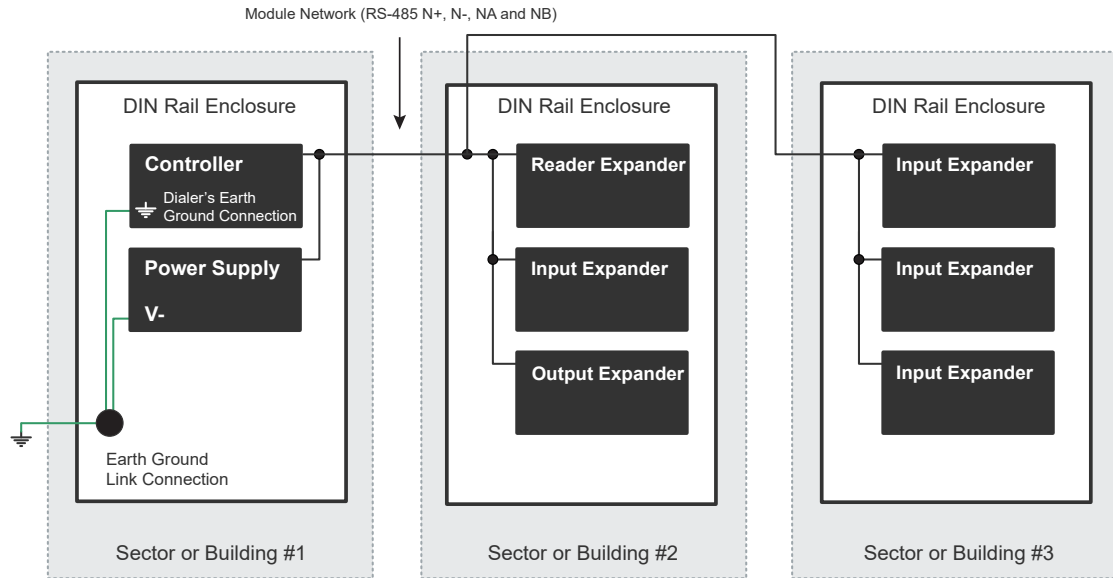 Module Network (RS-485 N+, N-, NA and NB)
DIN Rail Enclosure
Controller
Dialer’s Earth
Ground Connection
Power Supply
V-
Earth Ground
Link Connection
Sector or Building #1
DIN Rail Enclosure
Reader Expander
Input Expander
Output Expander
Sector or Building #2
DIN Rail Enclosure
Input Expander
Input Expander
Input Expander
Sector or Building #3